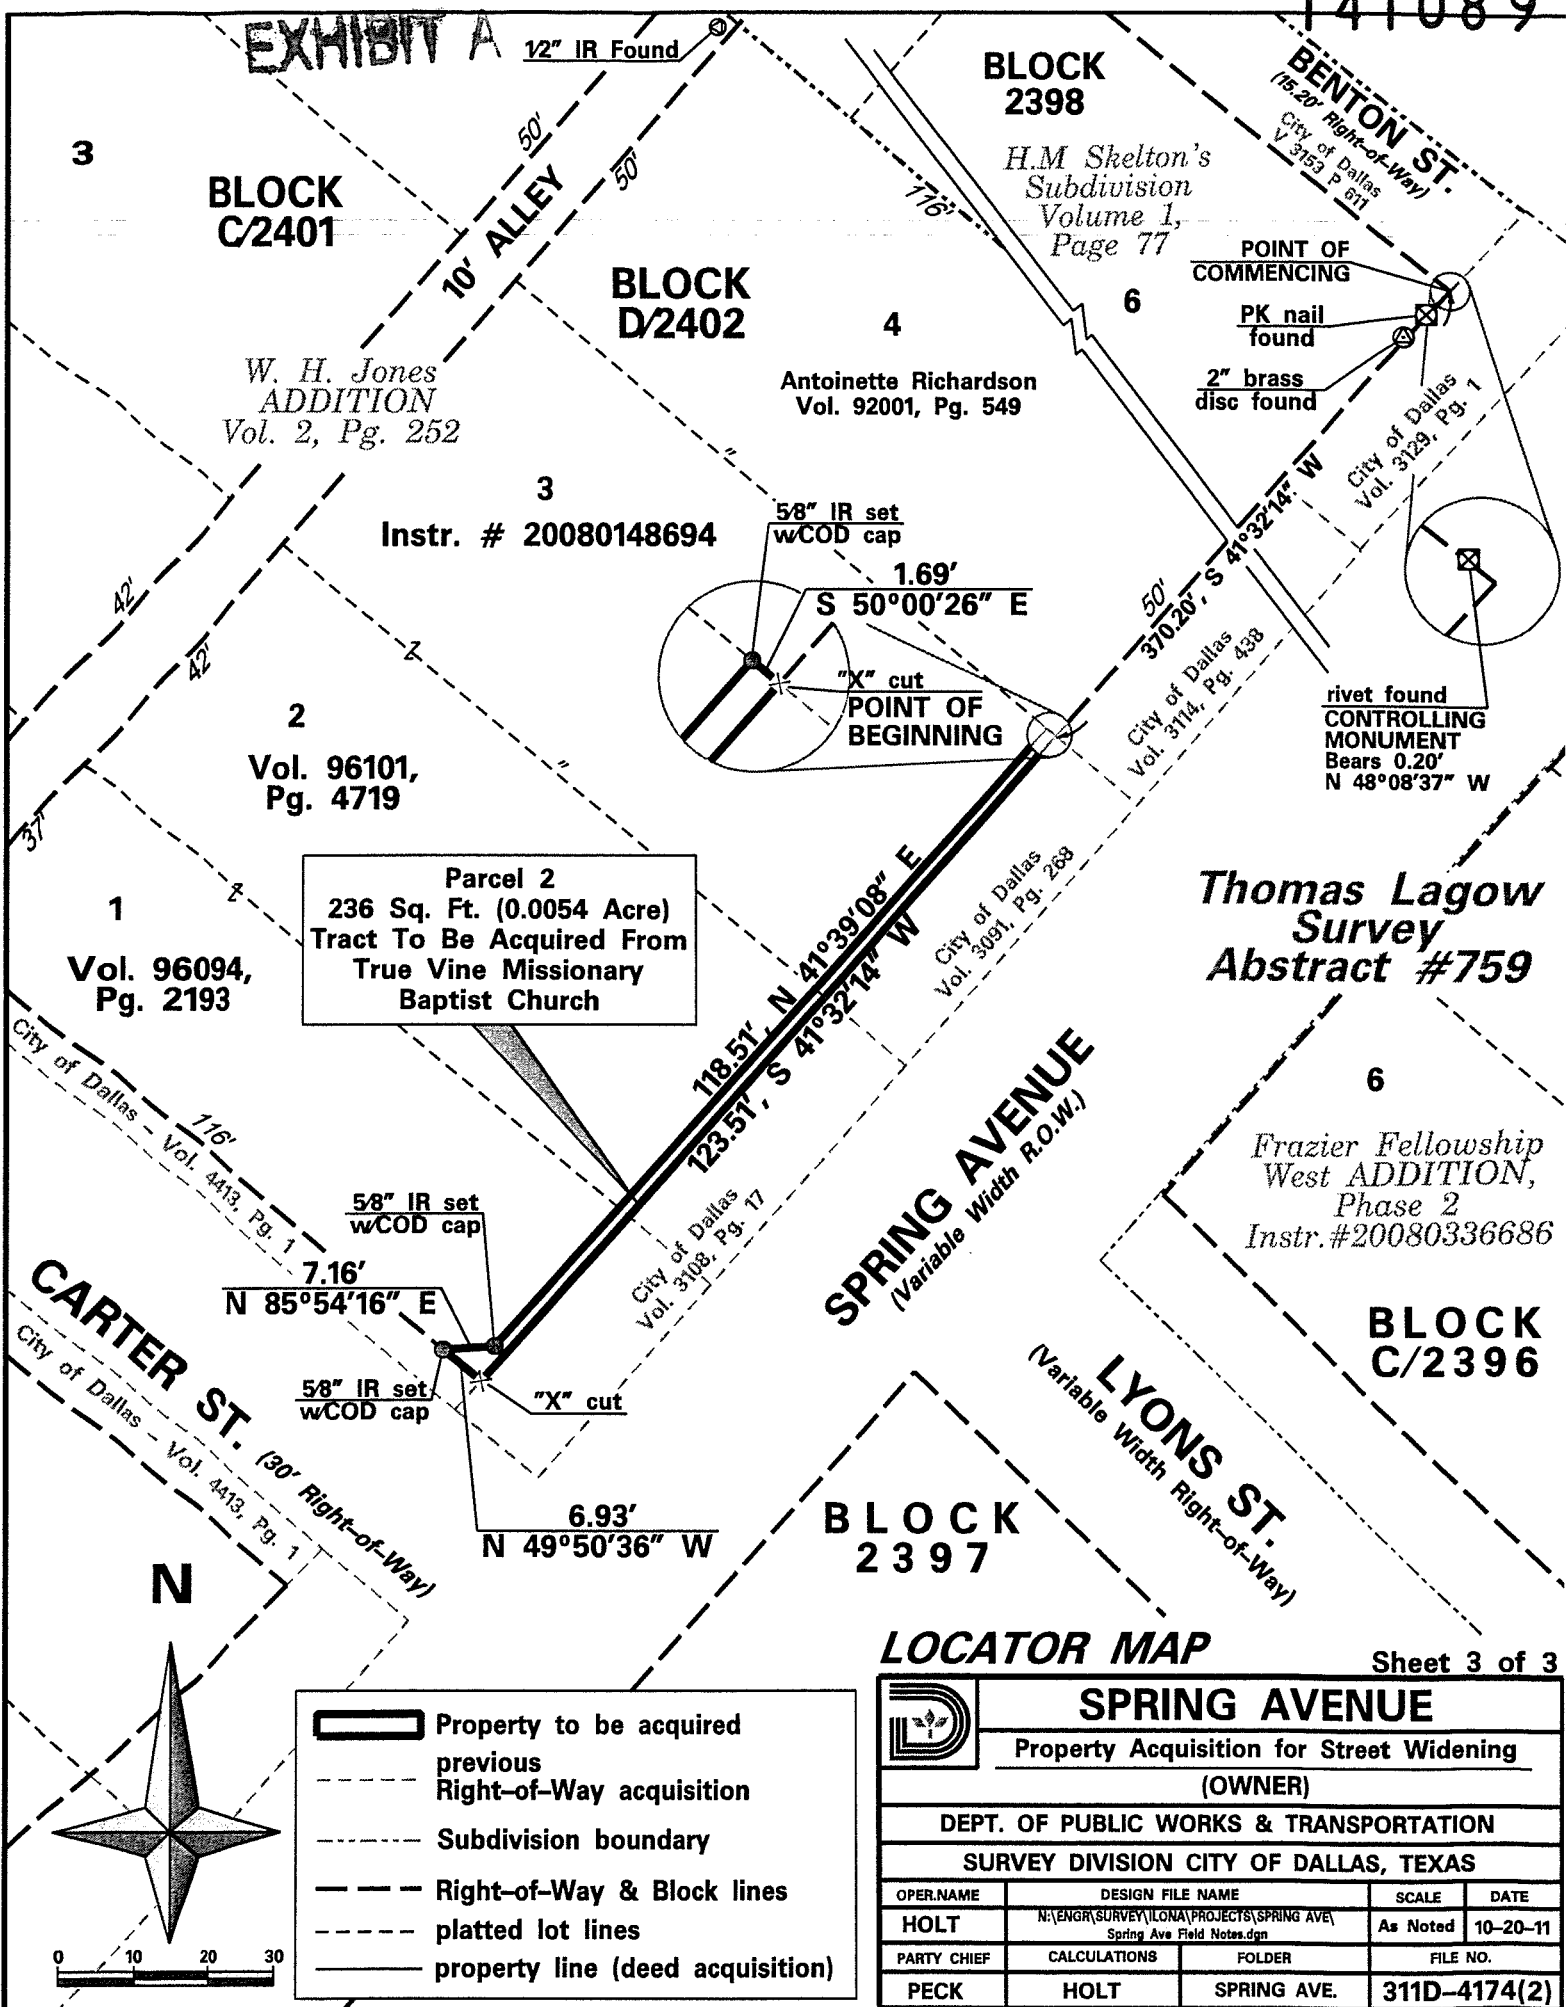 141089
EXHIBIT A
1/2" IR Found
BLOCK
2398
BENTON ST.
(15.20' Right-of-Way)
City of Dallas
V 3153 P 611
3
50'
50'
BLOCK
C/2401
10' ALLEY
H.M Skelton's
Subdivision
Volume 1,
Page 77
116'
POINT OF
COMMENCING
BLOCK
D/2402
4
6
PK nail
found
2" brass
disc found
W. H. Jones
ADDITION
Vol. 2, Pg. 252
Antoinette Richardson
Vol. 92001, Pg. 549
City of Dallas
Vol. 3129, Pg. 1
3
Instr. # 20080148694
5/8" IR set
w/COD cap
1.69'
S 50°00'26" E
50'
370.20', S 41°32'14" W
42'
42'
"X" cut
POINT OF
BEGINNING
City of Dallas
Vol. 3114, Pg. 438
rivet found
CONTROLLING
MONUMENT
Bears 0.20'
N 48°08'37" W
2
Vol. 96101,
Pg. 4719
37'
1
Vol. 96094,
Pg. 2193
Parcel 2
236 Sq. Ft. (0.0054 Acre)
Tract To Be Acquired From
True Vine Missionary
Baptist Church
118.51', N 41°39'08" E
123.51', S 41°32'14" W
City of Dallas
Vol. 3091, Pg. 268
Thomas Lagow
Survey
Abstract #759
City of Dallas - Vol. 4413, Pg. 1
116'
SPRING AVENUE
(Variable Width R.O.W.)
6
Frazier Fellowship
West ADDITION,
Phase 2
Instr.#20080336686
5/8" IR set
w/COD cap
City of Dallas
Vol. 3108, Pg. 17
7.16'
N 85°54'16" E
CARTER ST. (30' Right-of-Way)
City of Dallas - Vol. 4413, Pg. 1
5/8" IR set
w/COD cap
"X" cut
BLOCK
C/2396
LYONS ST.
(Variable Width Right-of-Way)
6.93'
N 49°50'36" W
BLOCK
2397
N
0 10 20 30
Property to be acquired
previous
Right-of-Way acquisition
Subdivision boundary
Right-of-Way & Block lines
platted lot lines
property line (deed acquisition)
LOCATOR MAP
Sheet 3 of 3
SPRING AVENUE
Property Acquisition for Street Widening
(OWNER)
DEPT. OF PUBLIC WORKS & TRANSPORTATION
SURVEY DIVISION CITY OF DALLAS, TEXAS
OPER.NAME DESIGN FILE NAME SCALE DATE
HOLT N:\ENGR\SURVEY\ILONA\PROJECTS\SPRING AVE\
Spring Ave Field Notes.dgn As Noted 10-20-11
PARTY CHIEF CALCULATIONS FOLDER FILE NO.
PECK HOLT SPRING AVE. 311D-4174(2)